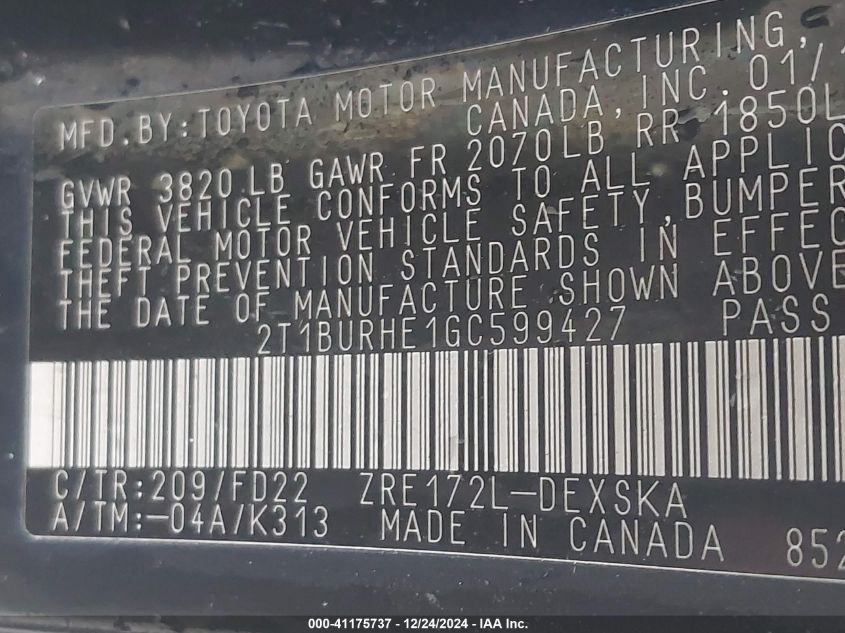 MFD.BY:TOYOTA MOTOR MANUFACTURING,
CANADA, INC. 01/
GVWR 3820 LB GAWR FR 2070LB RR 1850L
THIS VEHICLE CONFORMS TO ALL APPLIC
FEDERAL MOTOR VEHICLE SAFETY, BUMPER
THEFT PREVENTION STANDARDS IN EFFEC
THE DATE OF MANUFACTURE SHOWN ABOVE
2T1BURHE1GC599427 PASS
C/TR:209/FD22 ZRE172L-DEXSKA
A/TM:-04A/K313 MADE IN CANADA 852
000-41175737 - 12/24/2024 - IAA Inc.